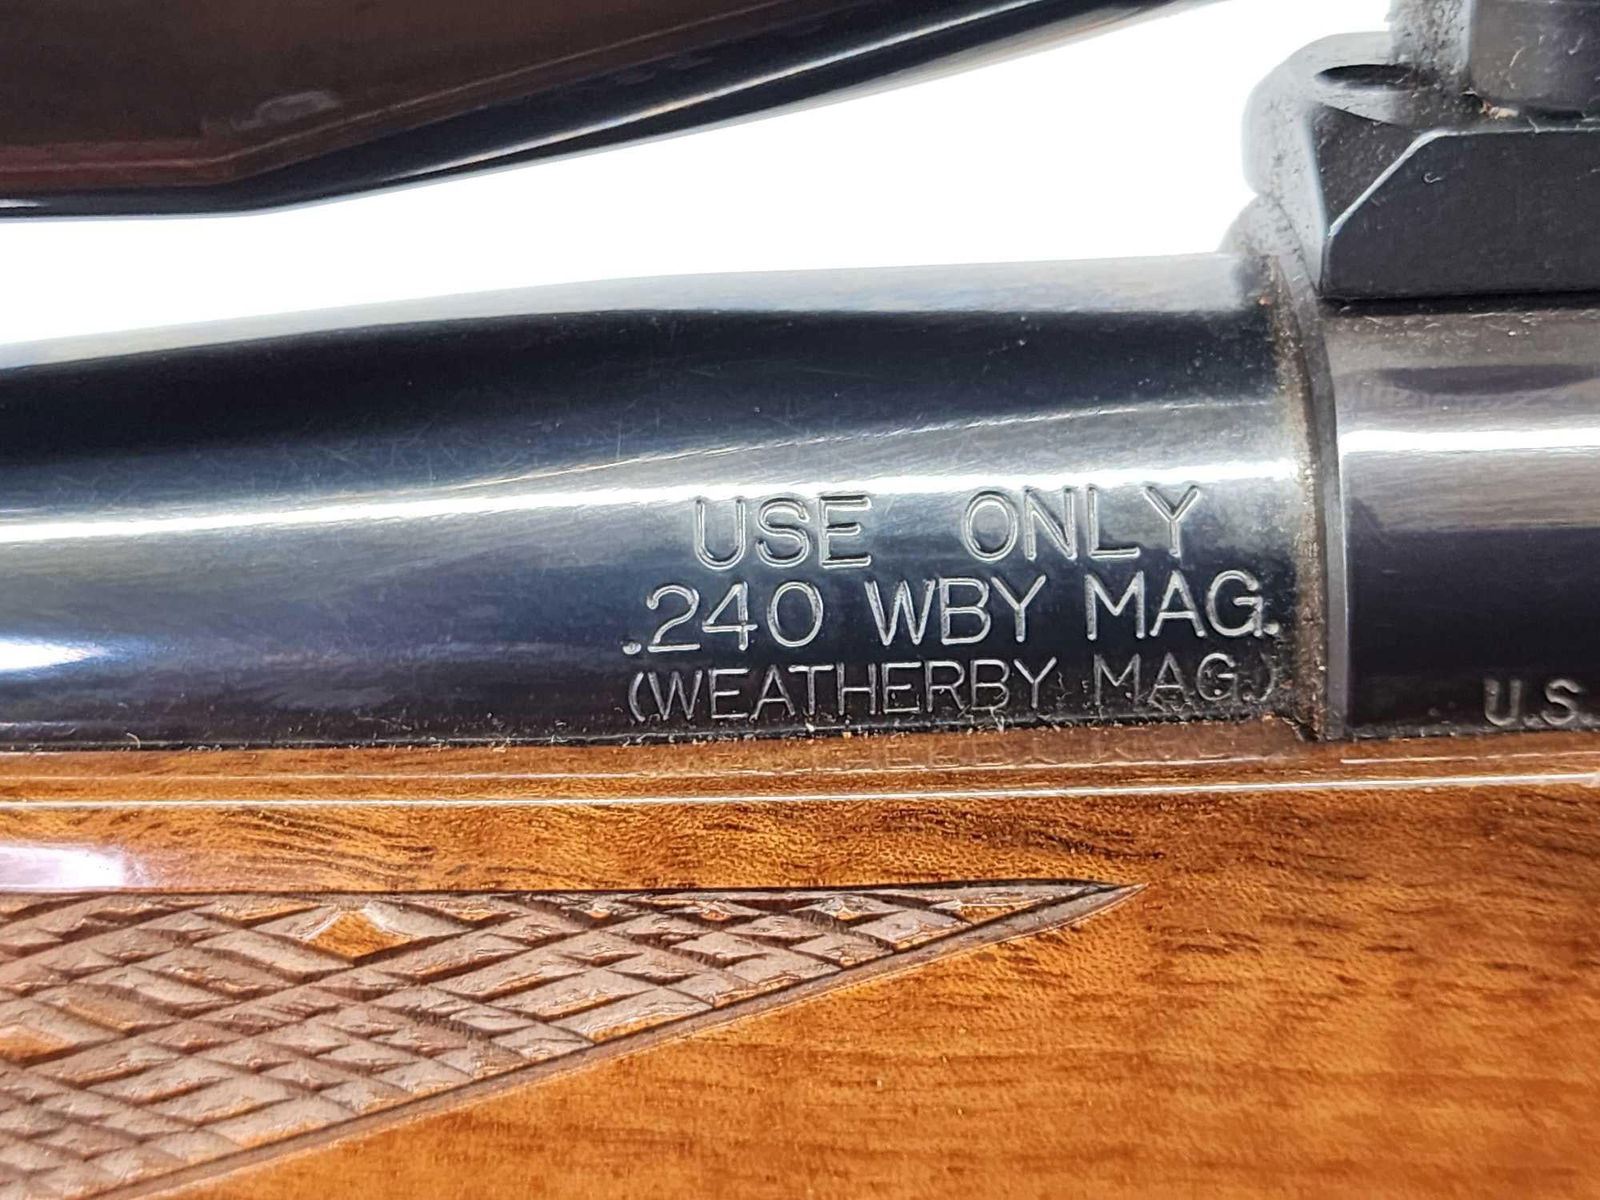 USE ONLY
.240 WBY MAG.
(WEATHERBY MAG.)
U.S.